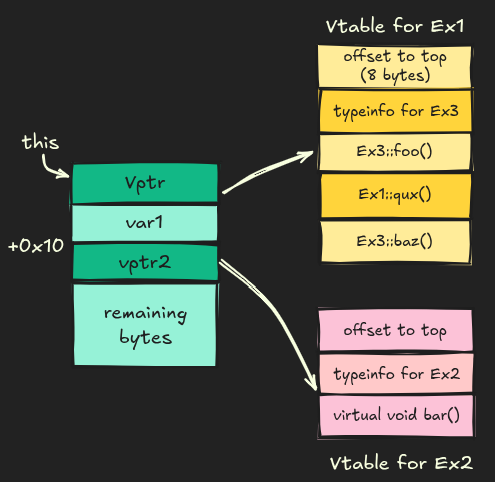 Vtable for Ex1
offset to top
(8 bytes)
typeinfo for Ex3
Ex3::foo()
Ex1::qux()
Ex3::baz()
this
Vptr
var1
+0x10
vptr2
remaining
bytes
offset to top
typeinfo for Ex2
virtual void bar()
Vtable for Ex2